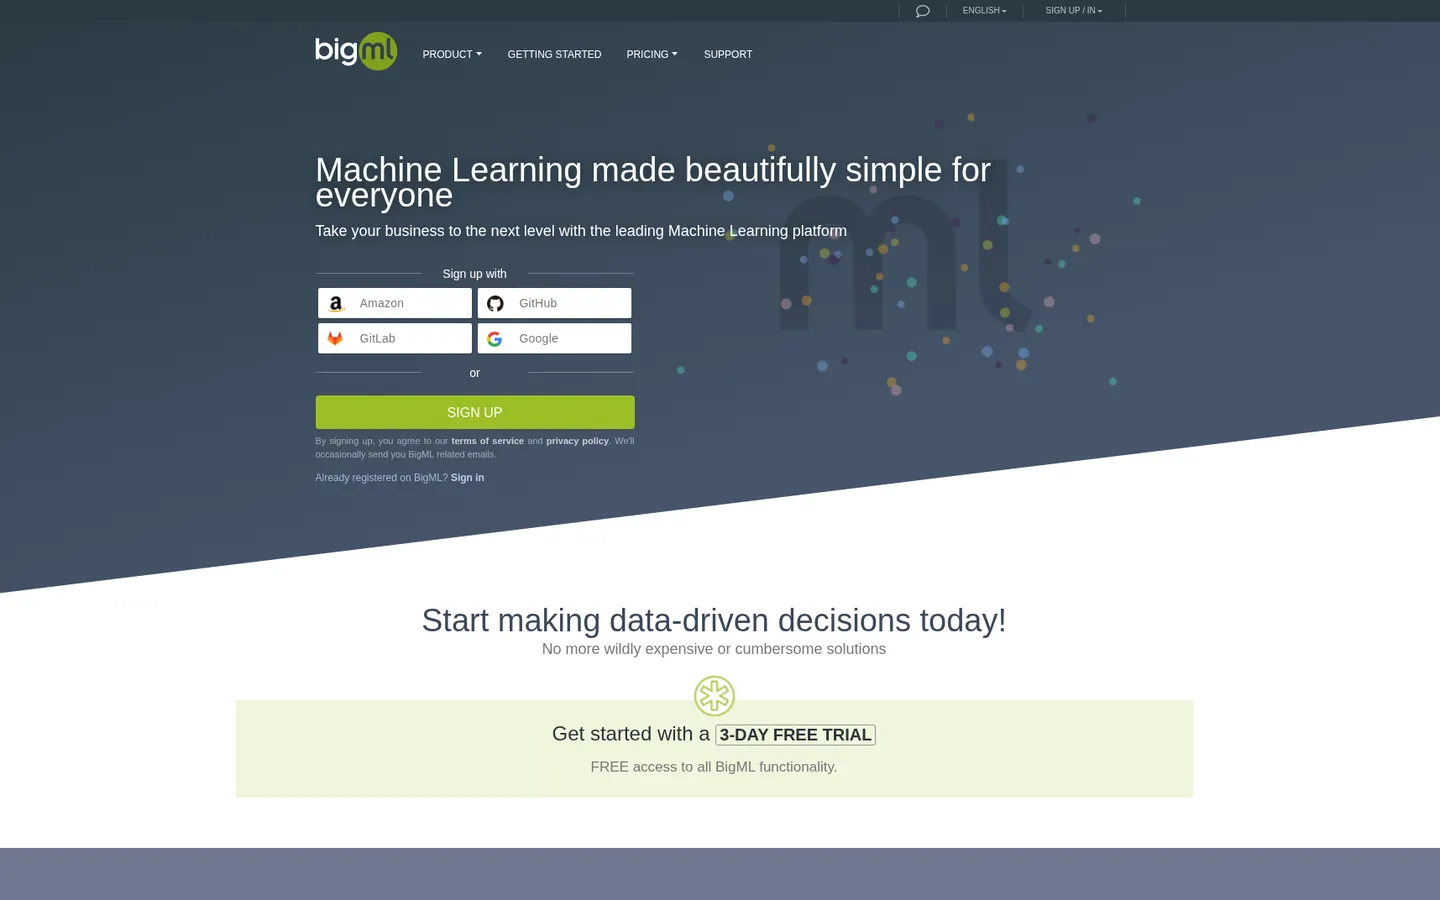 ENGLISH
SIGN UP / IN
bigml
PRODUCT
GETTING STARTED
PRICING
SUPPORT
ml
Machine Learning made beautifully simple for
everyone
Take your business to the next level with the leading Machine Learning platform
Sign up with
Amazon
GitHub
GitLab
Google
or
SIGN UP
By signing up, you agree to our terms of service and privacy policy. We'll
occasionally send you BigML related emails.
Already registered on BigML? Sign in
Start making data-driven decisions today!
No more wildly expensive or cumbersome solutions
Get started with a 3-DAY FREE TRIAL
FREE access to all BigML functionality.